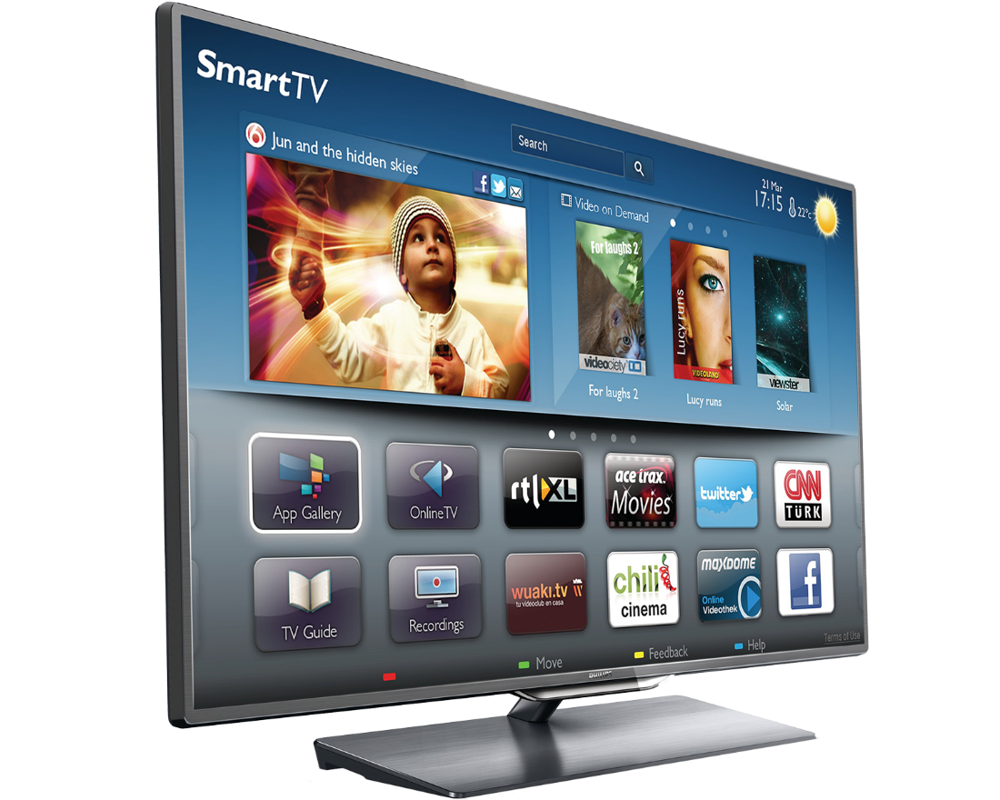 SmartTV
Jun and the hidden skies
Search
21 Mar
17:15 22°c
Video on Demand
For laughs 2
Lucy runs
videociety
VIDEOLAND
viewster
For laughs 2
Lucy runs
Solar
App Gallery
OnlineTV
rtl XL
ace trax.
Movies
twitter
CNN
TÜRK
TV Guide
Recordings
wuaki.tv
tu videoclub en casa
chili
cinema
maxdome
Online
Videothek
f
Move
Feedback
Help
Terms of Use
PHILIPS